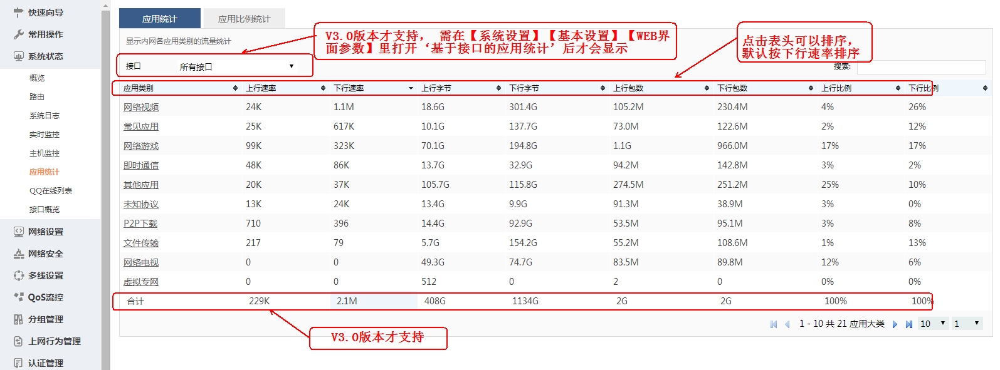 快速向导
常用操作
系统状态
概览
路由
系统日志
实时监控
主机监控
应用统计
QQ在线列表
接口概览
网络设置
网络安全
多线设置
QoS流控
分组管理
上网行为管理
认证管理
应用统计 应用比例统计
显示内网各应用类别的流量统计
V3.0版本才支持， 需在【系统设置】【基本设置】【WEB界
面参数】里打开‘基于接口的应用统计’后才会显示
点击表头可以排序，
默认按下行速率排序
接口 所有接口
搜索:
应用类别 上行速率 下行速率 上行字节 下行字节 上行包数 下行包数 上行比例 下行比例
网络视频 24K 1.1M 18.6G 301.4G 105.2M 230.4M 4% 26%
常见应用 25K 617K 10.1G 137.7G 73.0M 122.6M 2% 12%
网络游戏 99K 323K 70.1G 194.8G 1.1G 966.0M 17% 17%
即时通信 48K 86K 13.7G 32.9G 94.2M 142.8M 3% 2%
其他应用 20K 37K 105.7G 115.8G 274.5M 251.2M 25% 10%
未知协议 13K 24K 13.4G 9.9G 91.3M 38.9M 3% 0%
P2P下载 710 396 14.4G 92.9G 53.5M 95.1M 3% 8%
文件传输 217 79 5.7G 154.2G 55.2M 108.6M 1% 13%
网络电视 0 0 49.3G 74.7G 83.5M 89.8M 12% 6%
虚拟专网 0 0 512 0 2 0 0% 0%
合计 229K 2.1M 408G 1134G 2G 2G 100% 100%
1 - 10 共 21 应用大类 10 1
V3.0版本才支持